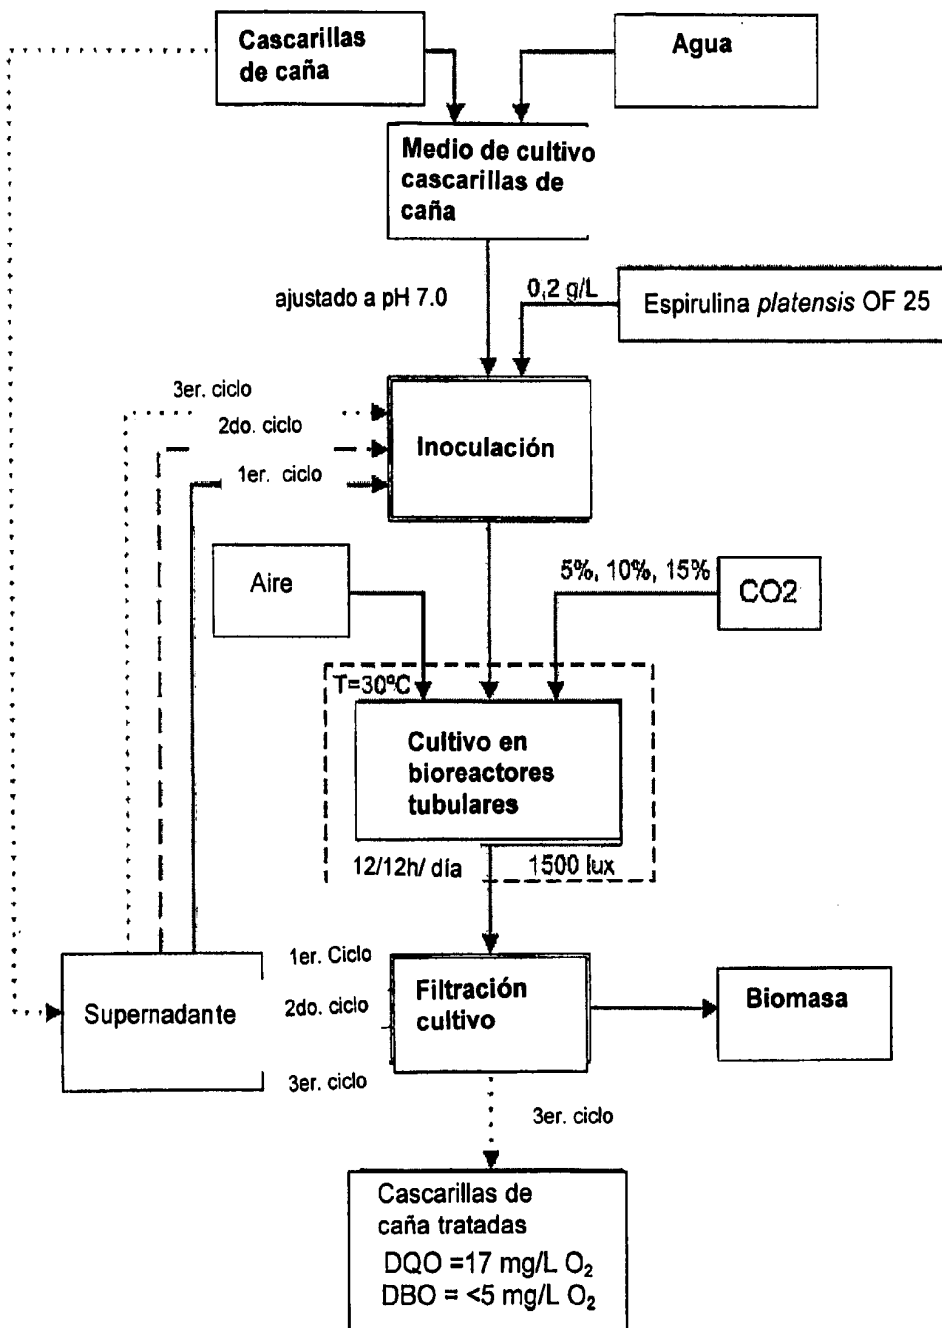 Cascarillas
de caña
Agua
Medio de cultivo
cascarillas de
caña
ajustado a pH 7.0
0,2 g/L
Espirulina platensis OF 25
3er. ciclo
2do. ciclo
1er. ciclo
Inoculación
Aire
5%, 10%, 15%
CO2
T=30ºC
Cultivo en
bioreactores
tubulares
12/12h/ día
1500 lux
Supernadante
1er. Ciclo
2do. ciclo
3er. ciclo
Filtración
cultivo
Biomasa
3er. ciclo
Cascarillas de
caña tratadas
DQO =17 mg/L O₂
DBO = <5 mg/L O₂